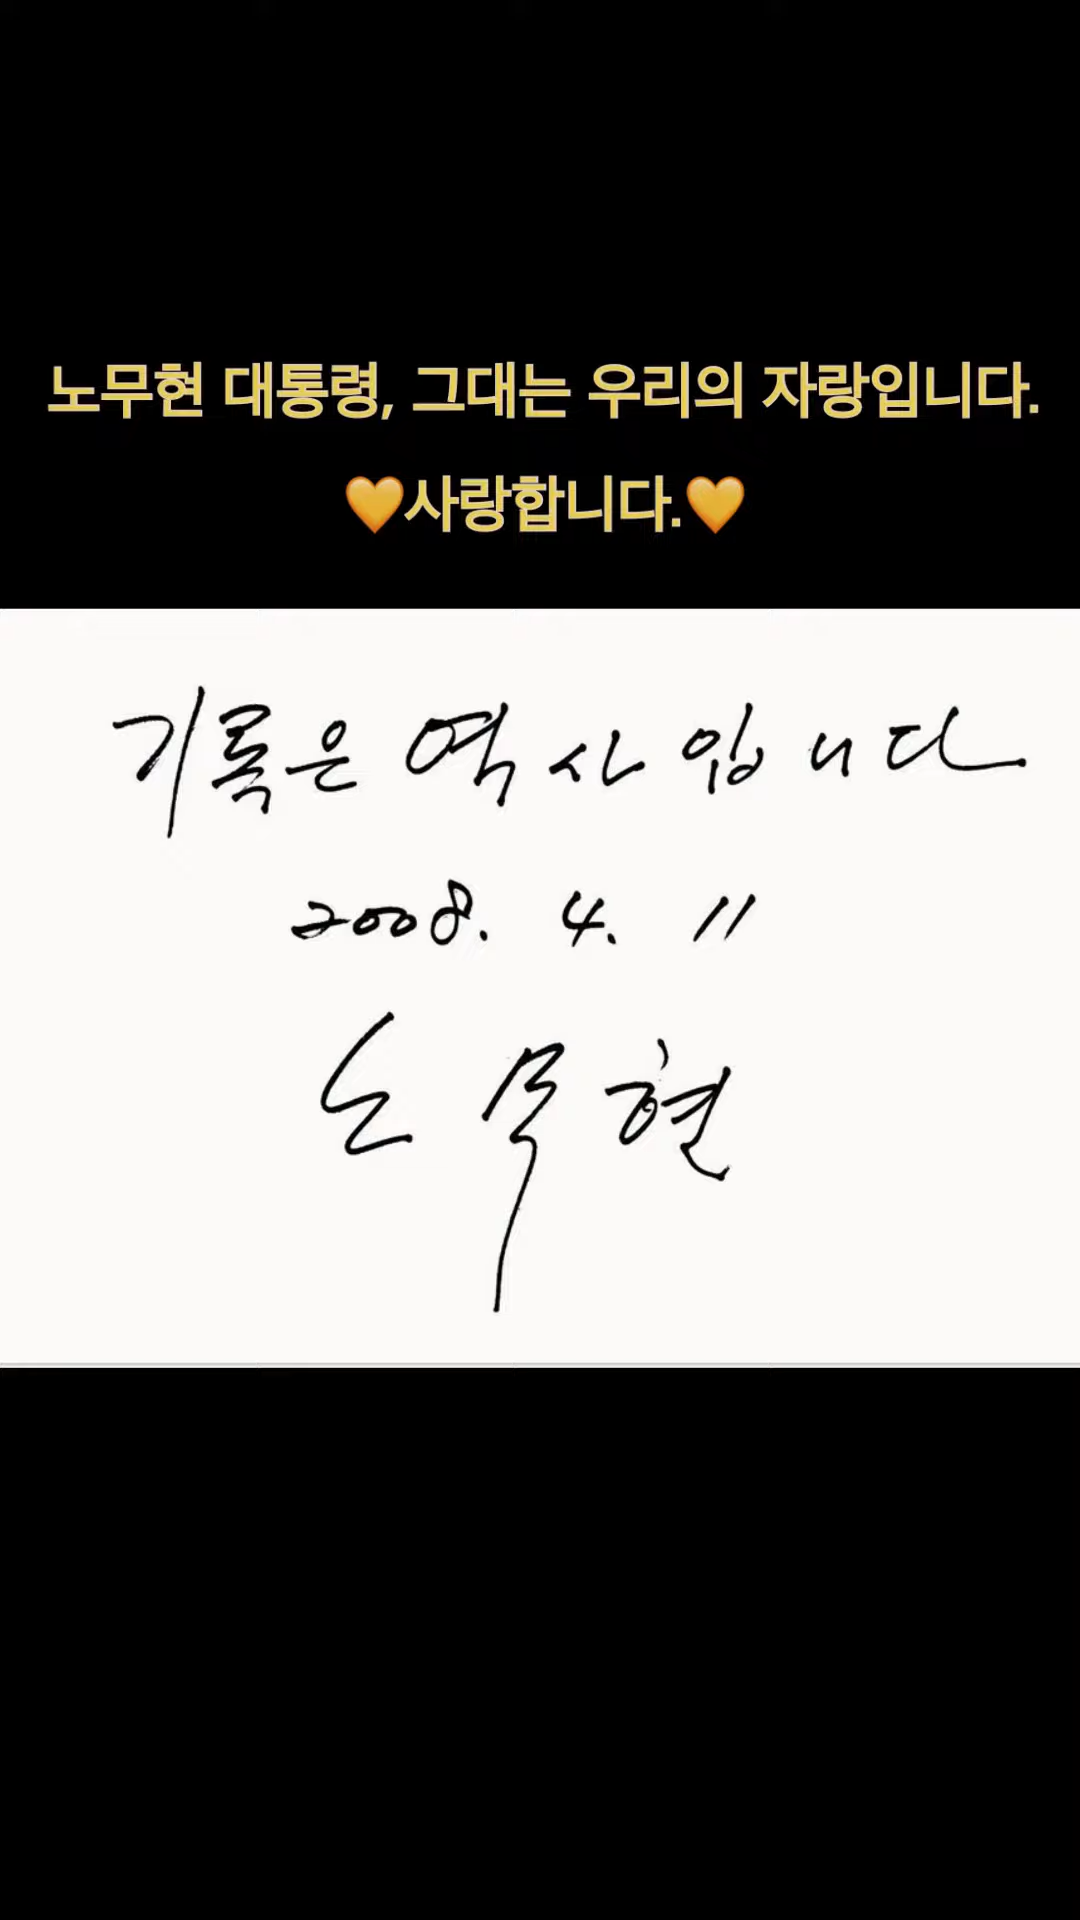 노무현 대통령, 그대는 우리의 자랑입니다.
🧡사랑합니다.🧡
기록은 역사입니다
2008. 4. 11
노무현